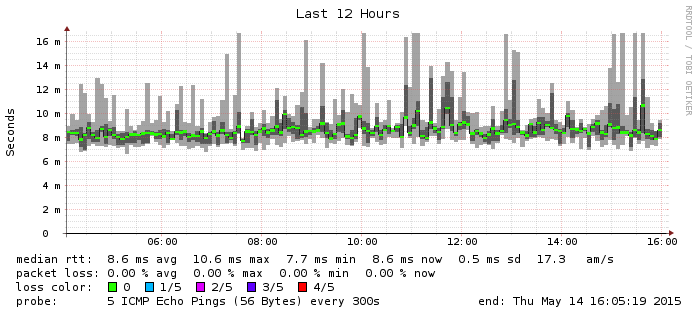 Last 12 Hours
RRDTOOL / TOBI OETIKER
Seconds
16 m
14 m
12 m
10 m
8 m
6 m
4 m
2 m
0
06:00 08:00 10:00 12:00 14:00 16:00
median rtt: 8.6 ms avg 10.6 ms max 7.7 ms min 8.6 ms now 0.5 ms sd 17.3 am/s
packet loss: 0.00 % avg 0.00 % max 0.00 % min 0.00 % now
loss color: 0 1/5 2/5 3/5 4/5
probe: 5 ICMP Echo Pings (56 Bytes) every 300s end: Thu May 14 16:05:19 2015